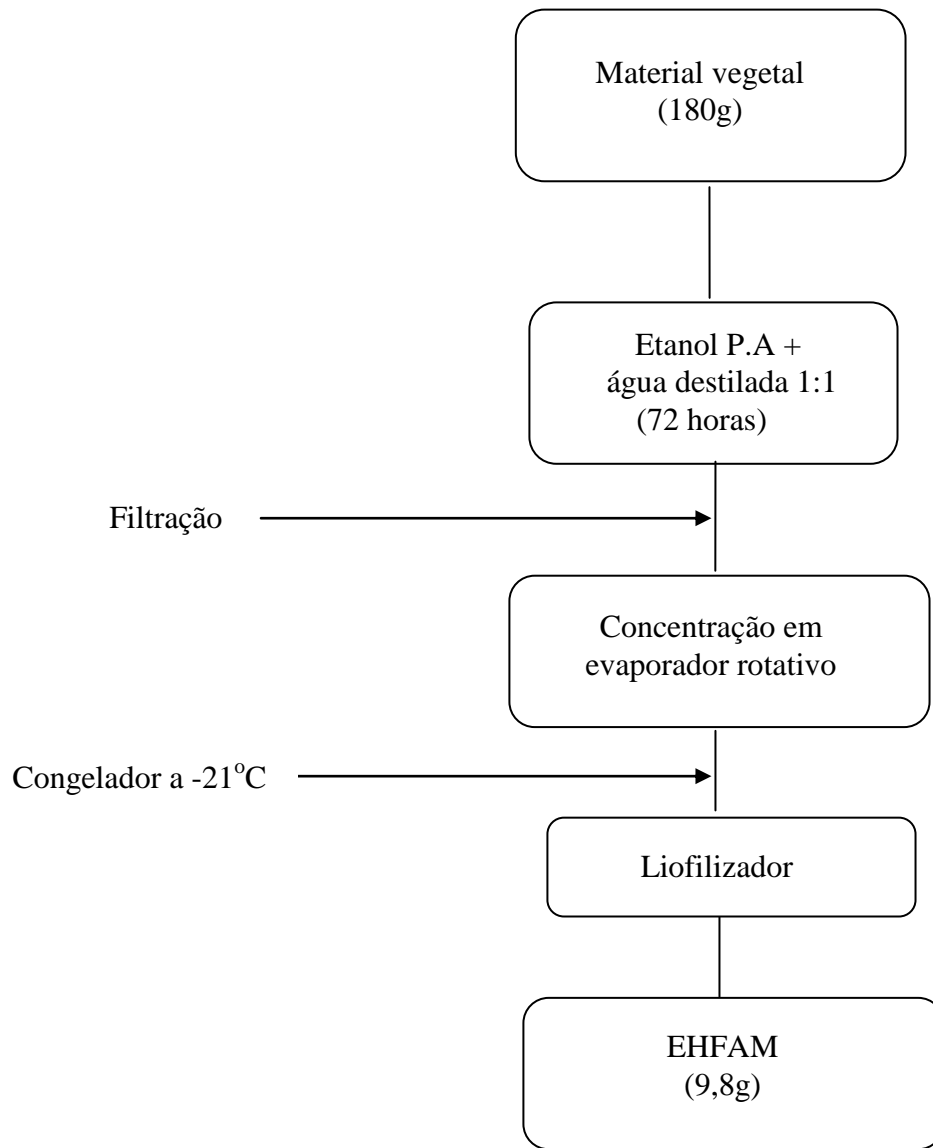 Material vegetal
(180g)
Etanol P.A +
água destilada 1:1
(72 horas)
Filtração
Concentração em
evaporador rotativo
Congelador a -21°C
Liofilizador
EHFAM
(9,8g)